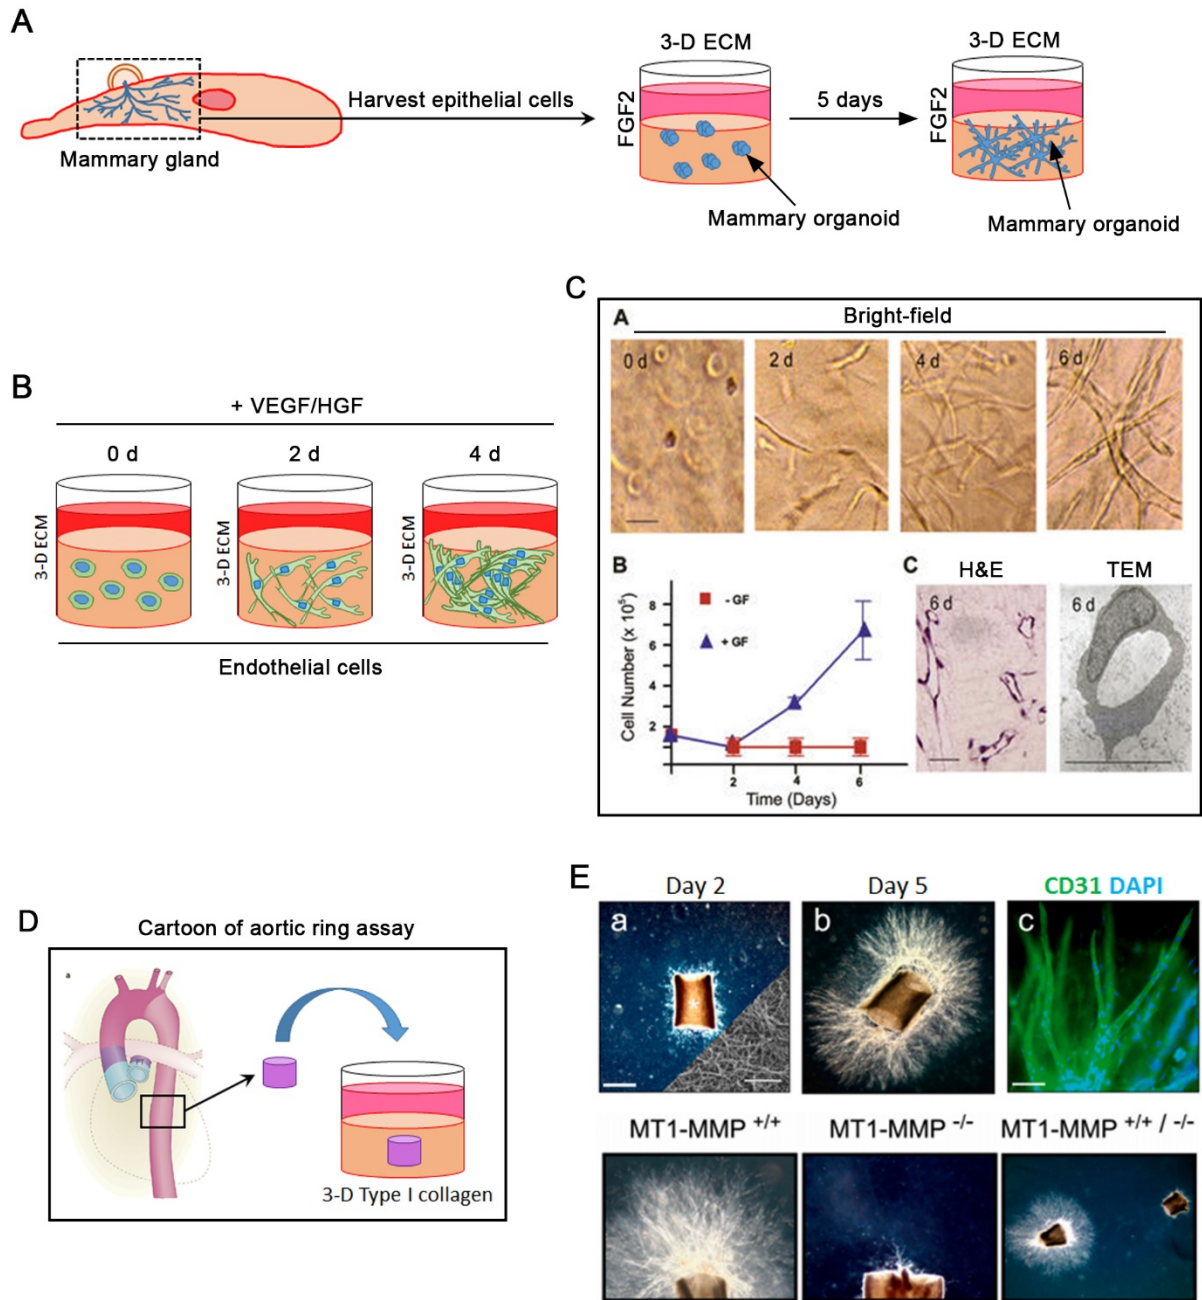 A
3-D ECM
3-D ECM
Harvest epithelial cells
FGF2
5 days
FGF2
Mammary gland
Mammary organoid
Mammary organoid
B
+ VEGF/HGF
0 d
2 d
4 d
3-D ECM
3-D ECM
3-D ECM
Endothelial cells
C
A
Bright-field
0 d
2 d
4 d
6 d
B
Cell Number (x 10⁵)
8
6
4
2
- GF
+ GF
2
4
6
Time (Days)
C
H&E
TEM
6 d
6 d
D
Cartoon of aortic ring assay
a
3-D Type I collagen
E
Day 2
Day 5
CD31 DAPI
a
b
c
MT1-MMP +/+
MT1-MMP -/-
MT1-MMP +/+ / -/-